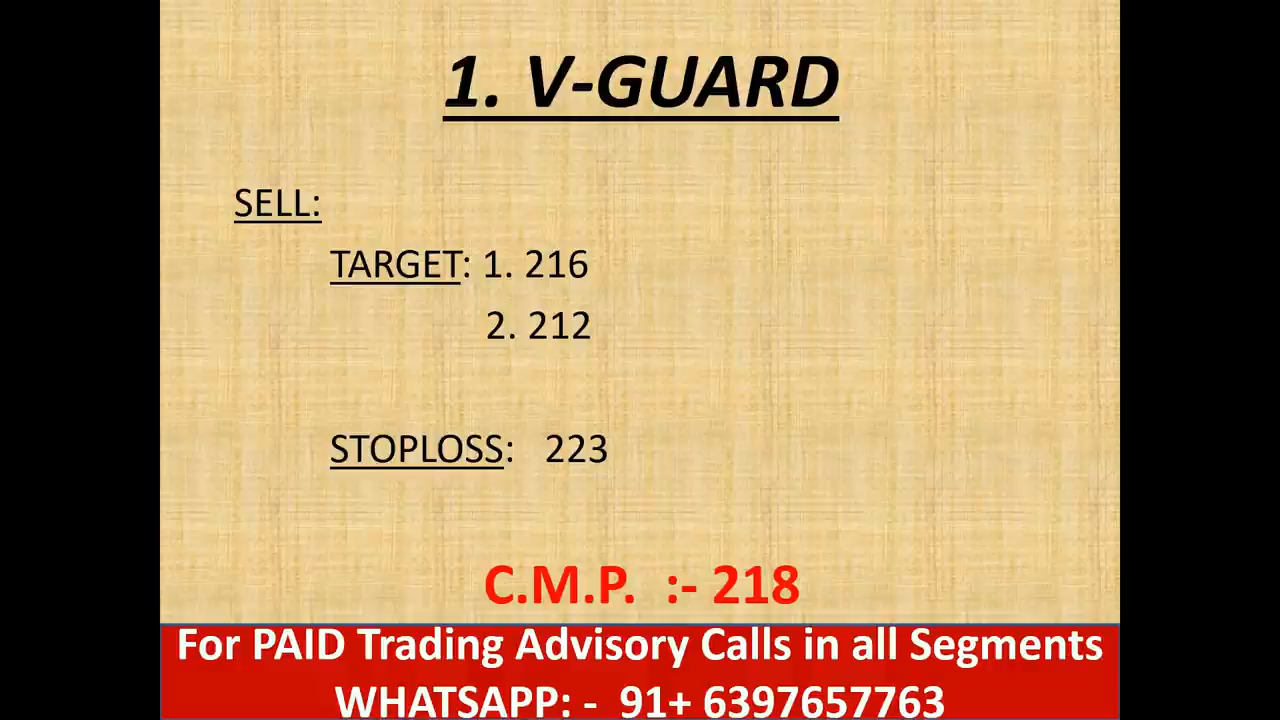 1. V-GUARD
SELL:
TARGET: 1. 216
2. 212
STOPLOSS: 223
C.M.P. :- 218
For PAID Trading Advisory Calls in all Segments
WHATSAPP: - 91+ 6397657763